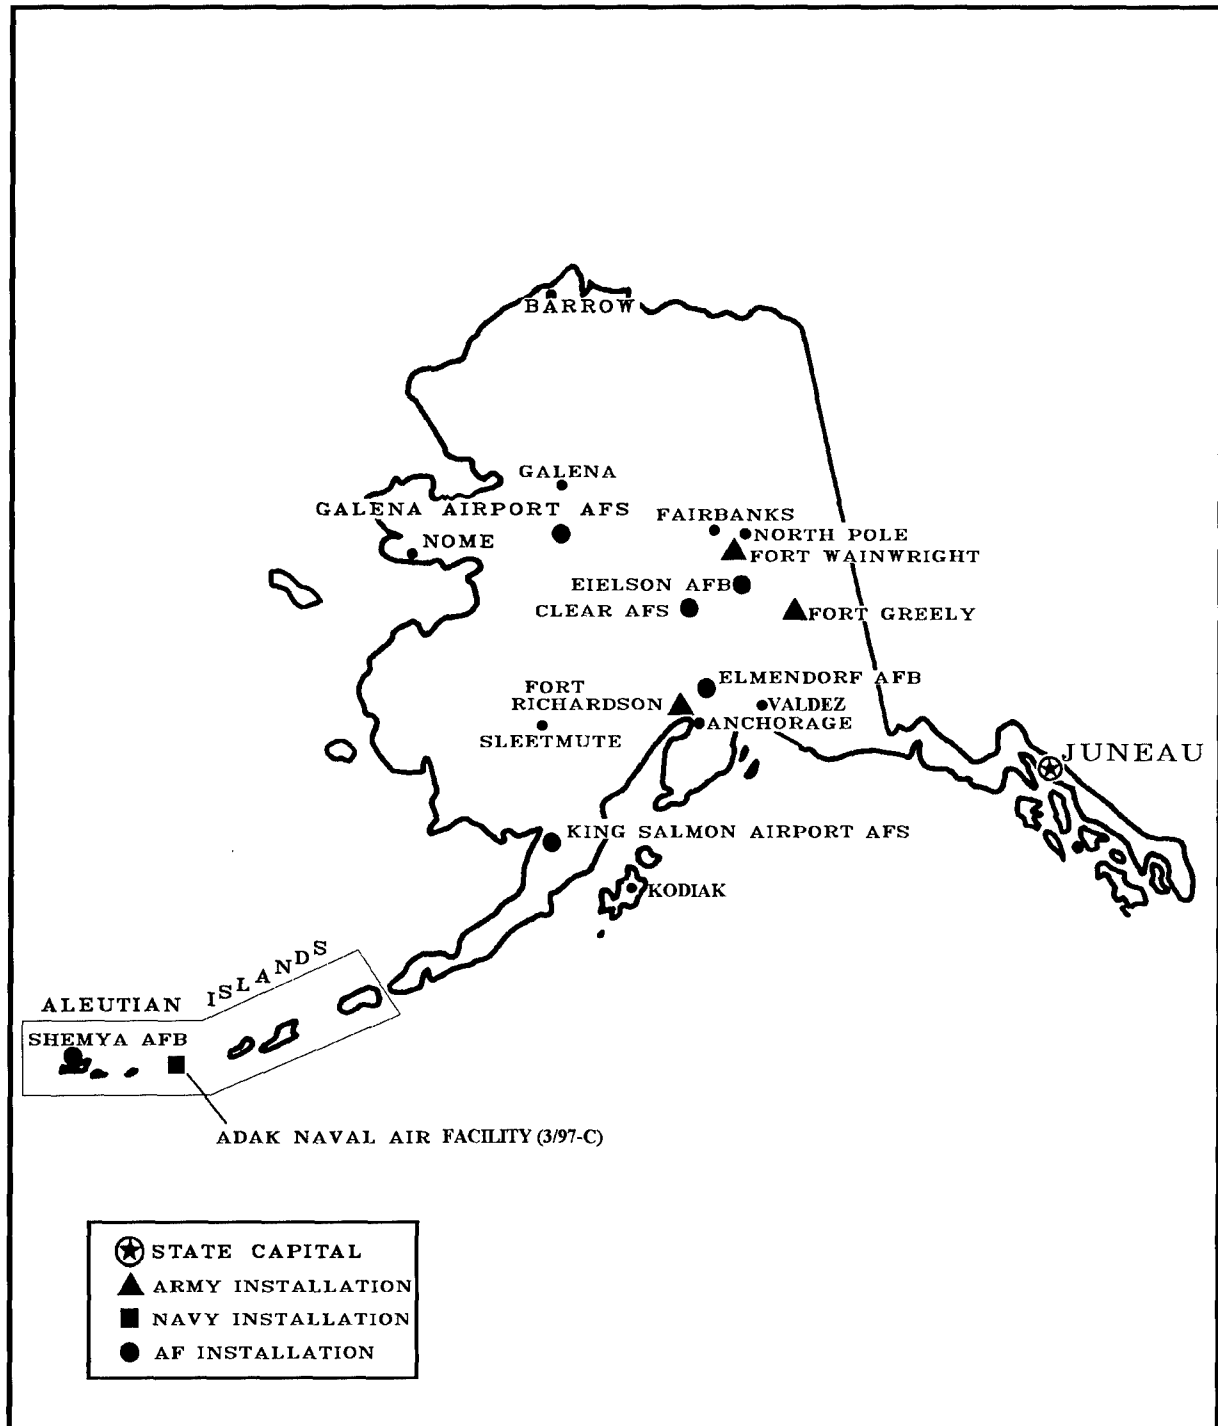 BARROW
GALENA
GALENA AIRPORT AFS
FAIRBANKS
NORTH POLE
NOME
FORT WAINWRIGHT
EIELSON AFB
CLEAR AFS
FORT GREELY
ELMENDORF AFB
FORT
RICHARDSON
VALDEZ
ANCHORAGE
SLEETMUTE
JUNEAU
KING SALMON AIRPORT AFS
KODIAK
ALEUTIAN ISLANDS
SHEMYA AFB
ADAK NAVAL AIR FACILITY (3/97-C)
STATE CAPITAL
ARMY INSTALLATION
NAVY INSTALLATION
AF INSTALLATION